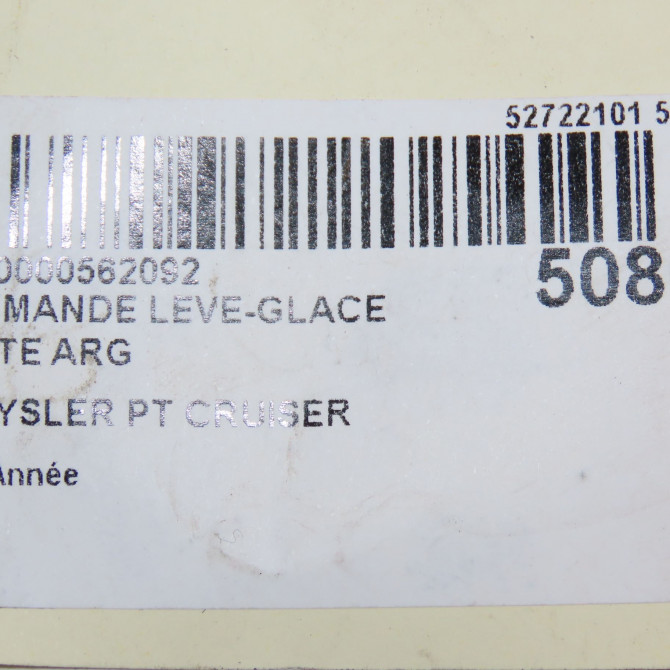 52722101 5
0000562092
508
MANDE LEVE-GLACE
TE ARG
YSLER PT CRUISER
Année